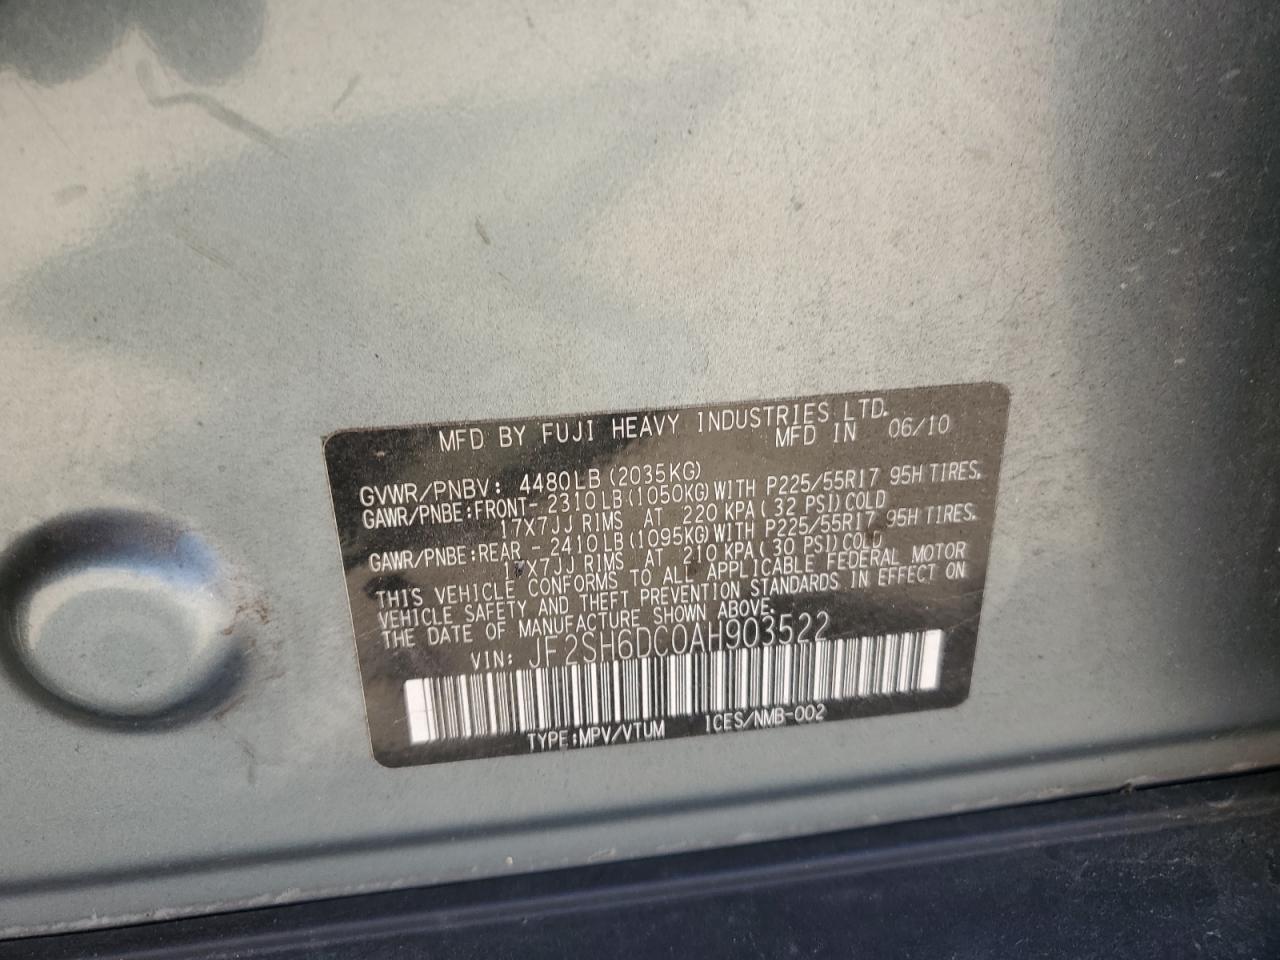 MFD BY FUJI HEAVY INDUSTRIES LTD.
MFD IN 06/10
GVWR/PNBV: 4480LB (2035KG)
GAWR/PNBE:FRONT- 2310LB(1050KG)WITH P225/55R17 95H TIRES,
17X7JJ RIMS AT 220 KPA(32 PSI)COLD
GAWR/PNBE:REAR - 2410LB(1095KG)WITH P225/55R17 95H TIRES.
17X7JJ RIMS AT 210 KPA(30 PSI)COLD
THIS VEHICLE CONFORMS TO ALL APPLICABLE FEDERAL MOTOR
VEHICLE SAFETY AND THEFT PREVENTION STANDARDS IN EFFECT ON
THE DATE OF MANUFACTURE SHOWN ABOVE.
VIN: JF2SH6DC0AH903522
TYPE:MPV/VTUM ICES/NMB-002